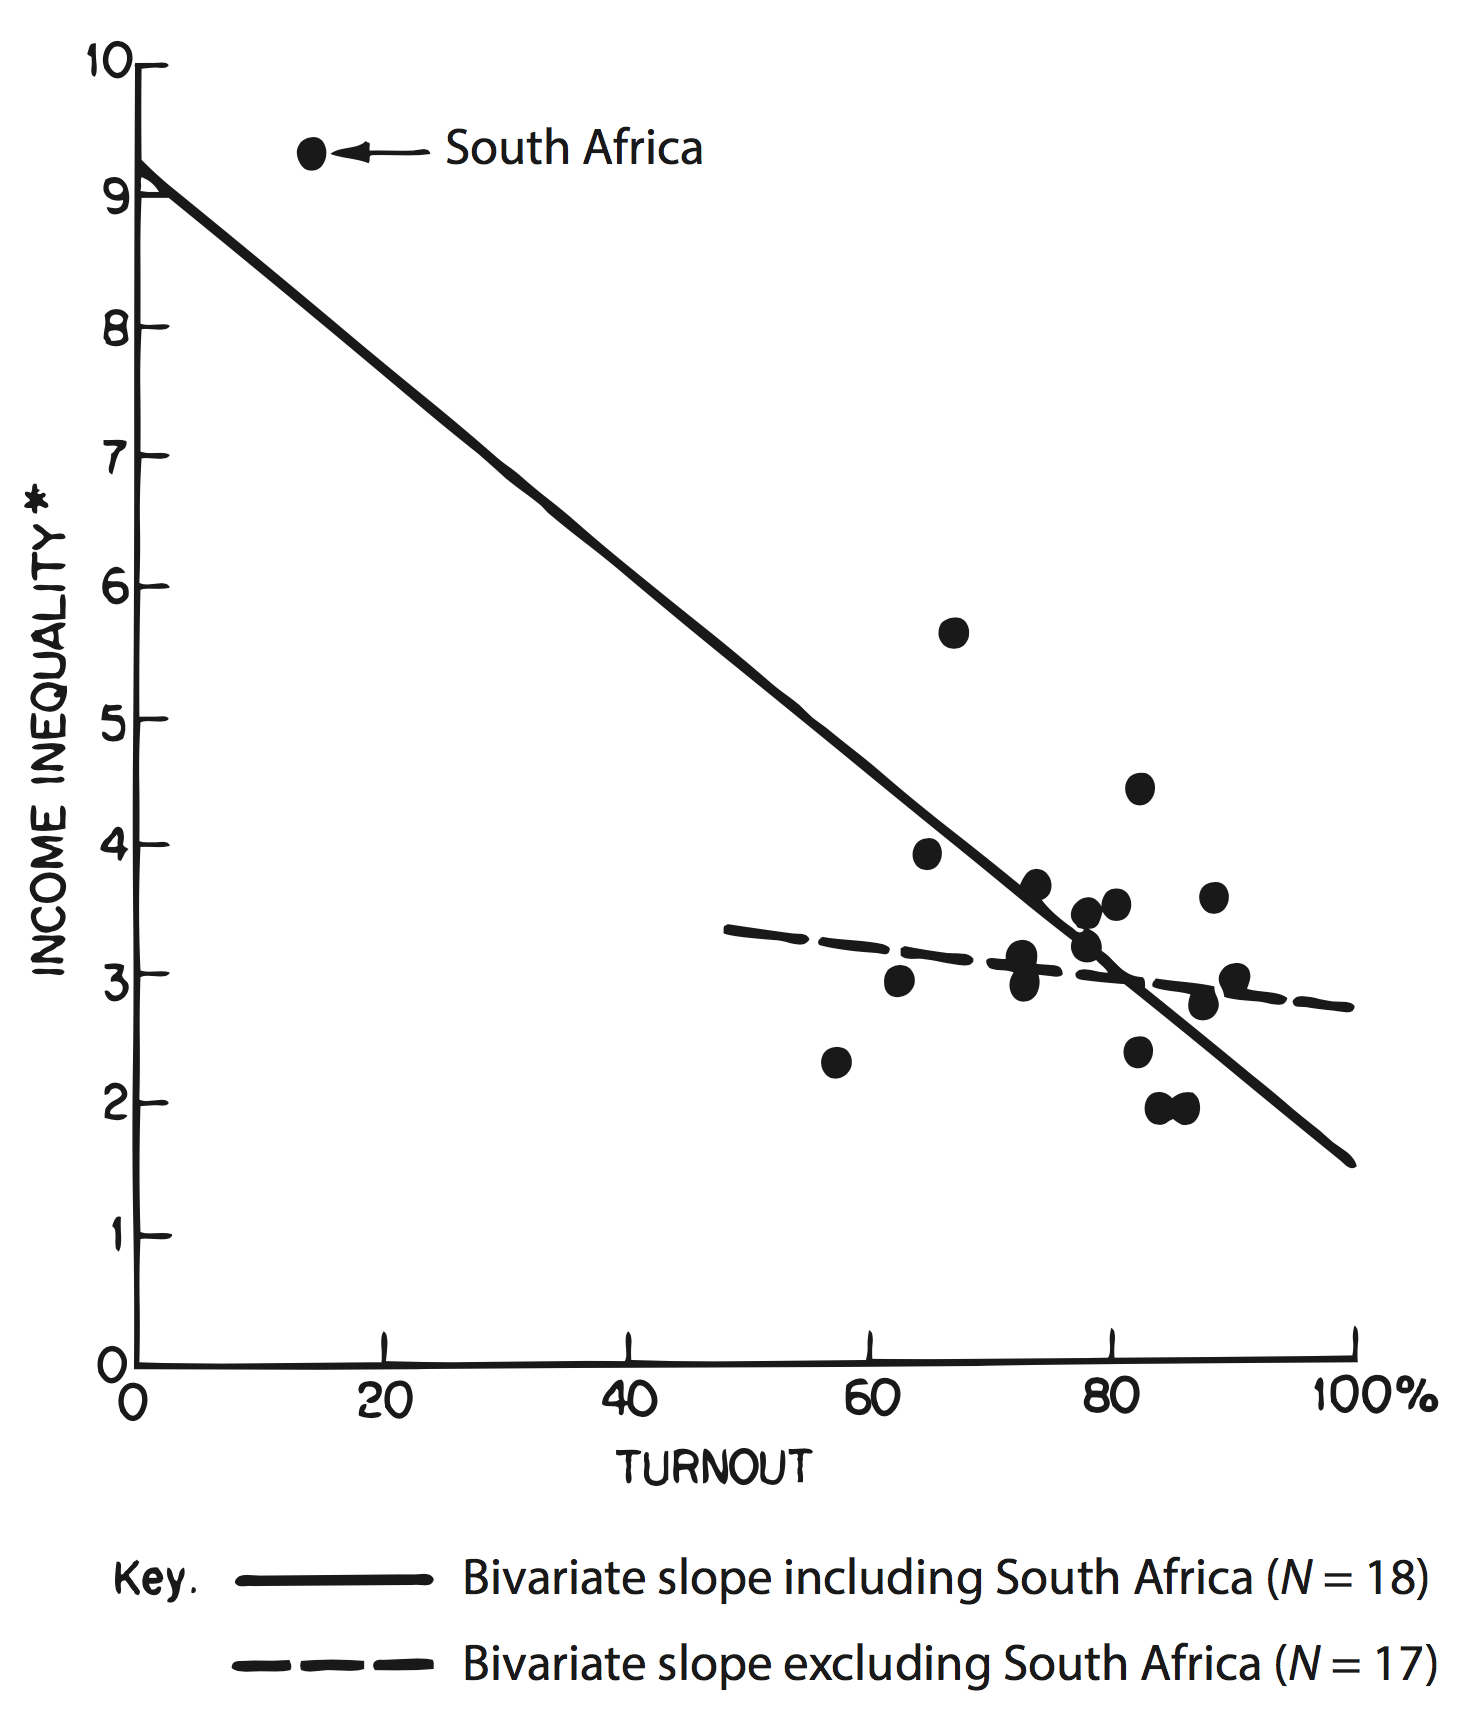 10
South Africa
9
8
7
6
5
4
3
2
1
0
INCOME INEQUALITY*
0 20 40 60 80 100%
TURNOUT
Key. Bivariate slope including South Africa (N = 18)
Bivariate slope excluding South Africa (N = 17)